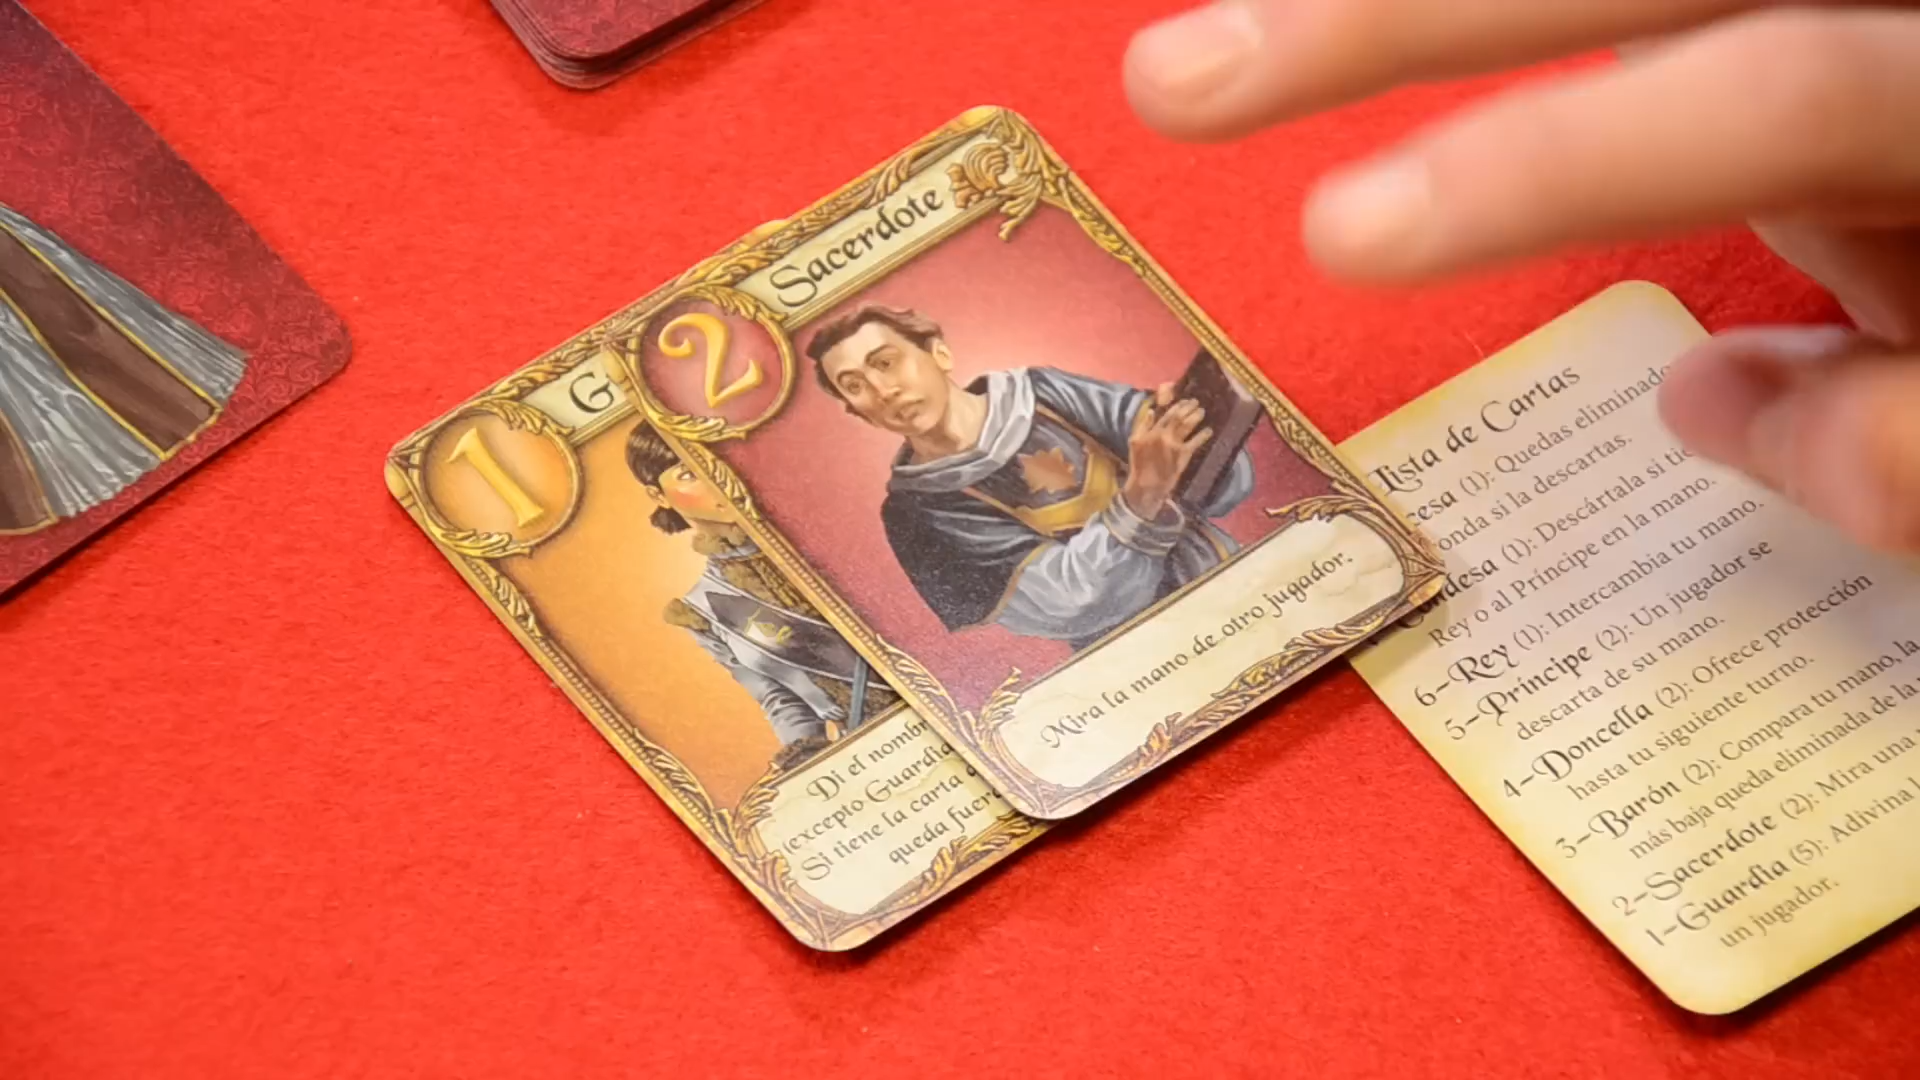 2
Sacerdote
Mira la mano de otro jugador.
1
G
Di el nombr
(excepto Guardia
Si tiene la carta
queda fuera
Lista de Cartas
cesa (1): Quedas eliminado
onda si la descartas.
desa (1): Descártala si tie
Rey o al Príncipe en la mano.
6–Rey (1): Intercambia tu mano.
5–Príncipe (2): Un jugador se
descarta de su mano.
4–Doncella (2): Ofrece protección
hasta tu siguiente turno.
3–Barón (2): Compara tu mano, la
más baja queda eliminada de la
2–Sacerdote (2): Mira una
1–Guardia (5): Adivina
un jugador.